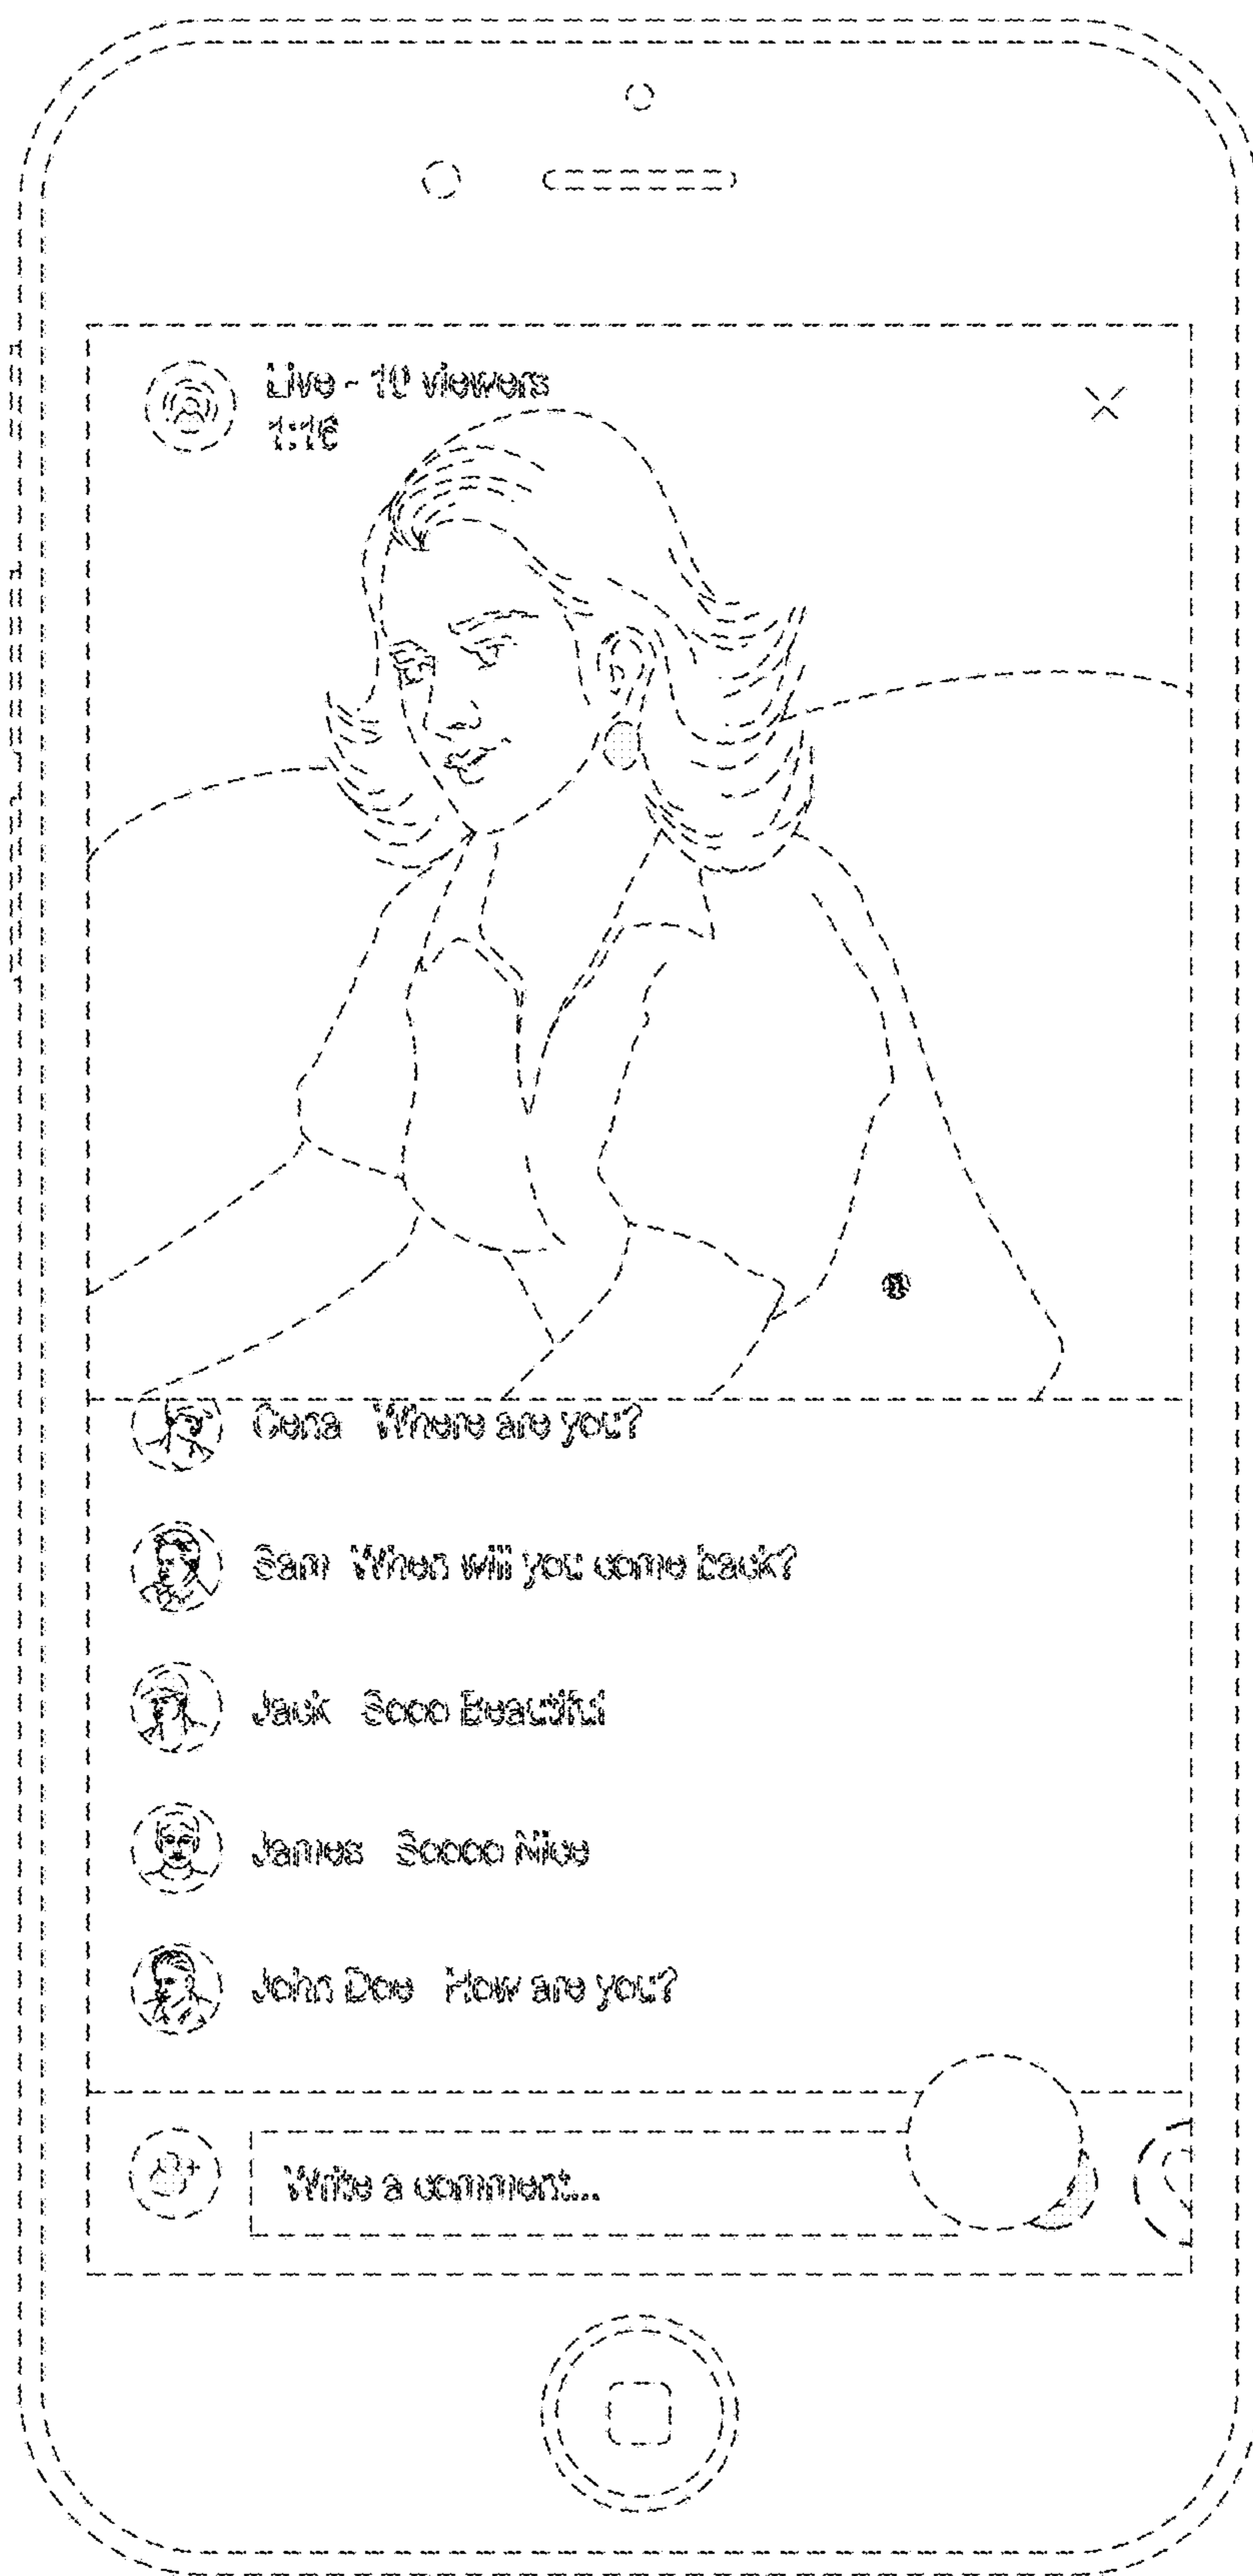 Live - 10 viewers
1:16
Cena Where are you?
Sam When will you come back?
Jack Sooo Beautiful
James Soooo Nice
John Doe How are you?
Write a comment...